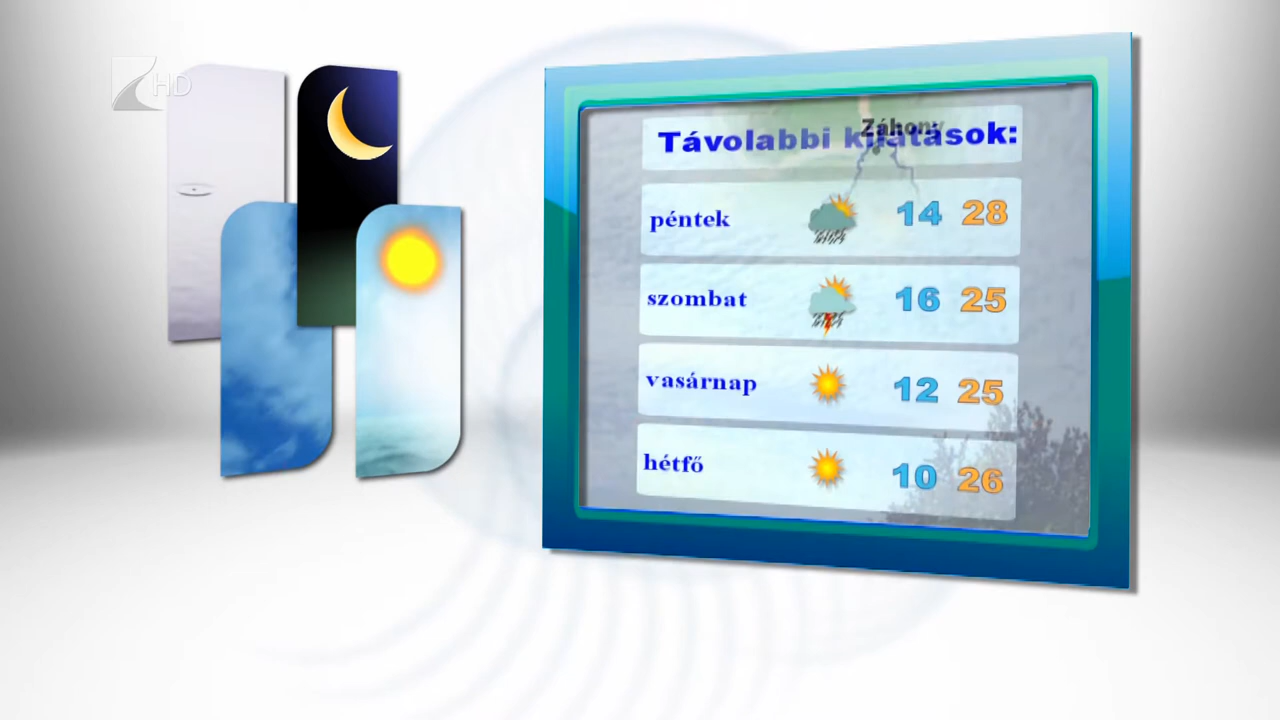 HD
Záhony
Távolabbi kilátások:
péntek 14 28
szombat 16 25
vasárnap 12 25
hétfő 10 26